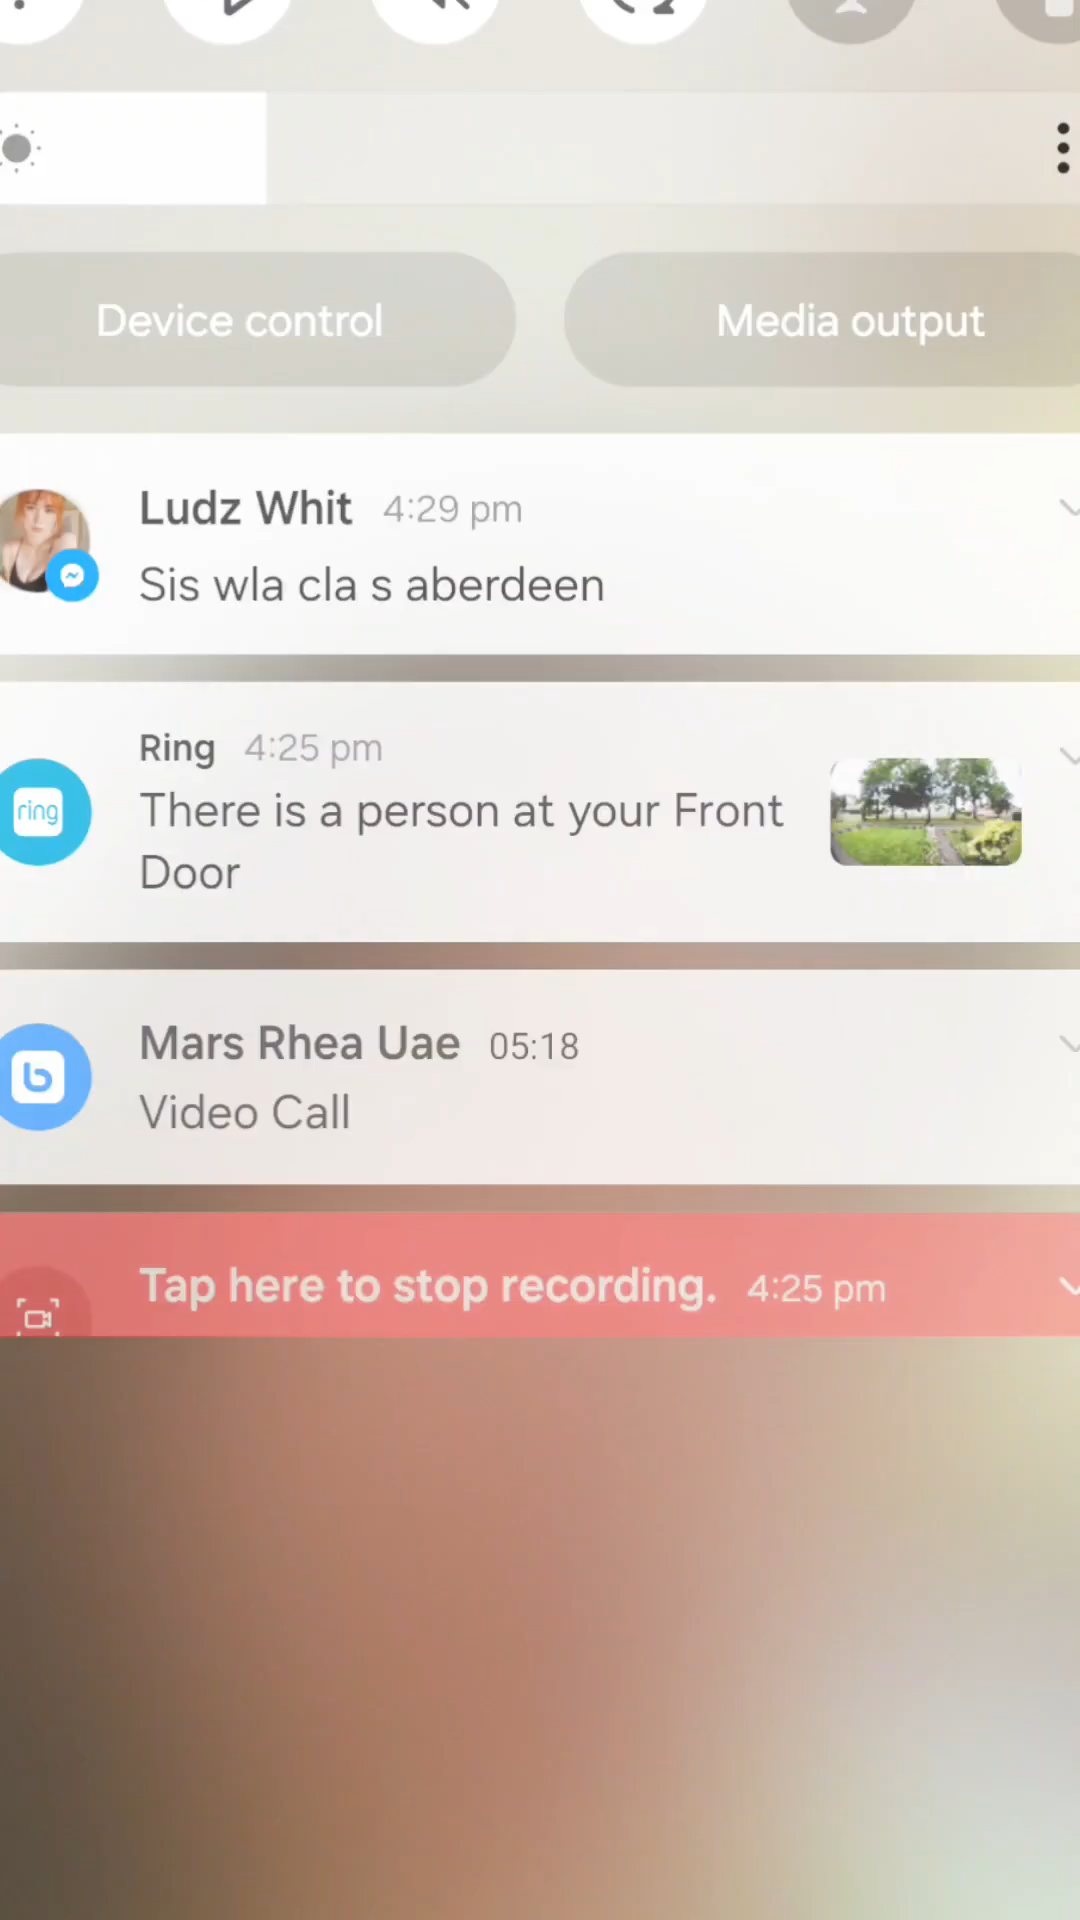 Device control
Media output
Ludz Whit 4:29 pm
Sis wla cla s aberdeen
Ring 4:25 pm
ring
There is a person at your Front
Door
Mars Rhea Uae 05:18
Video Call
Tap here to stop recording. 4:25 pm